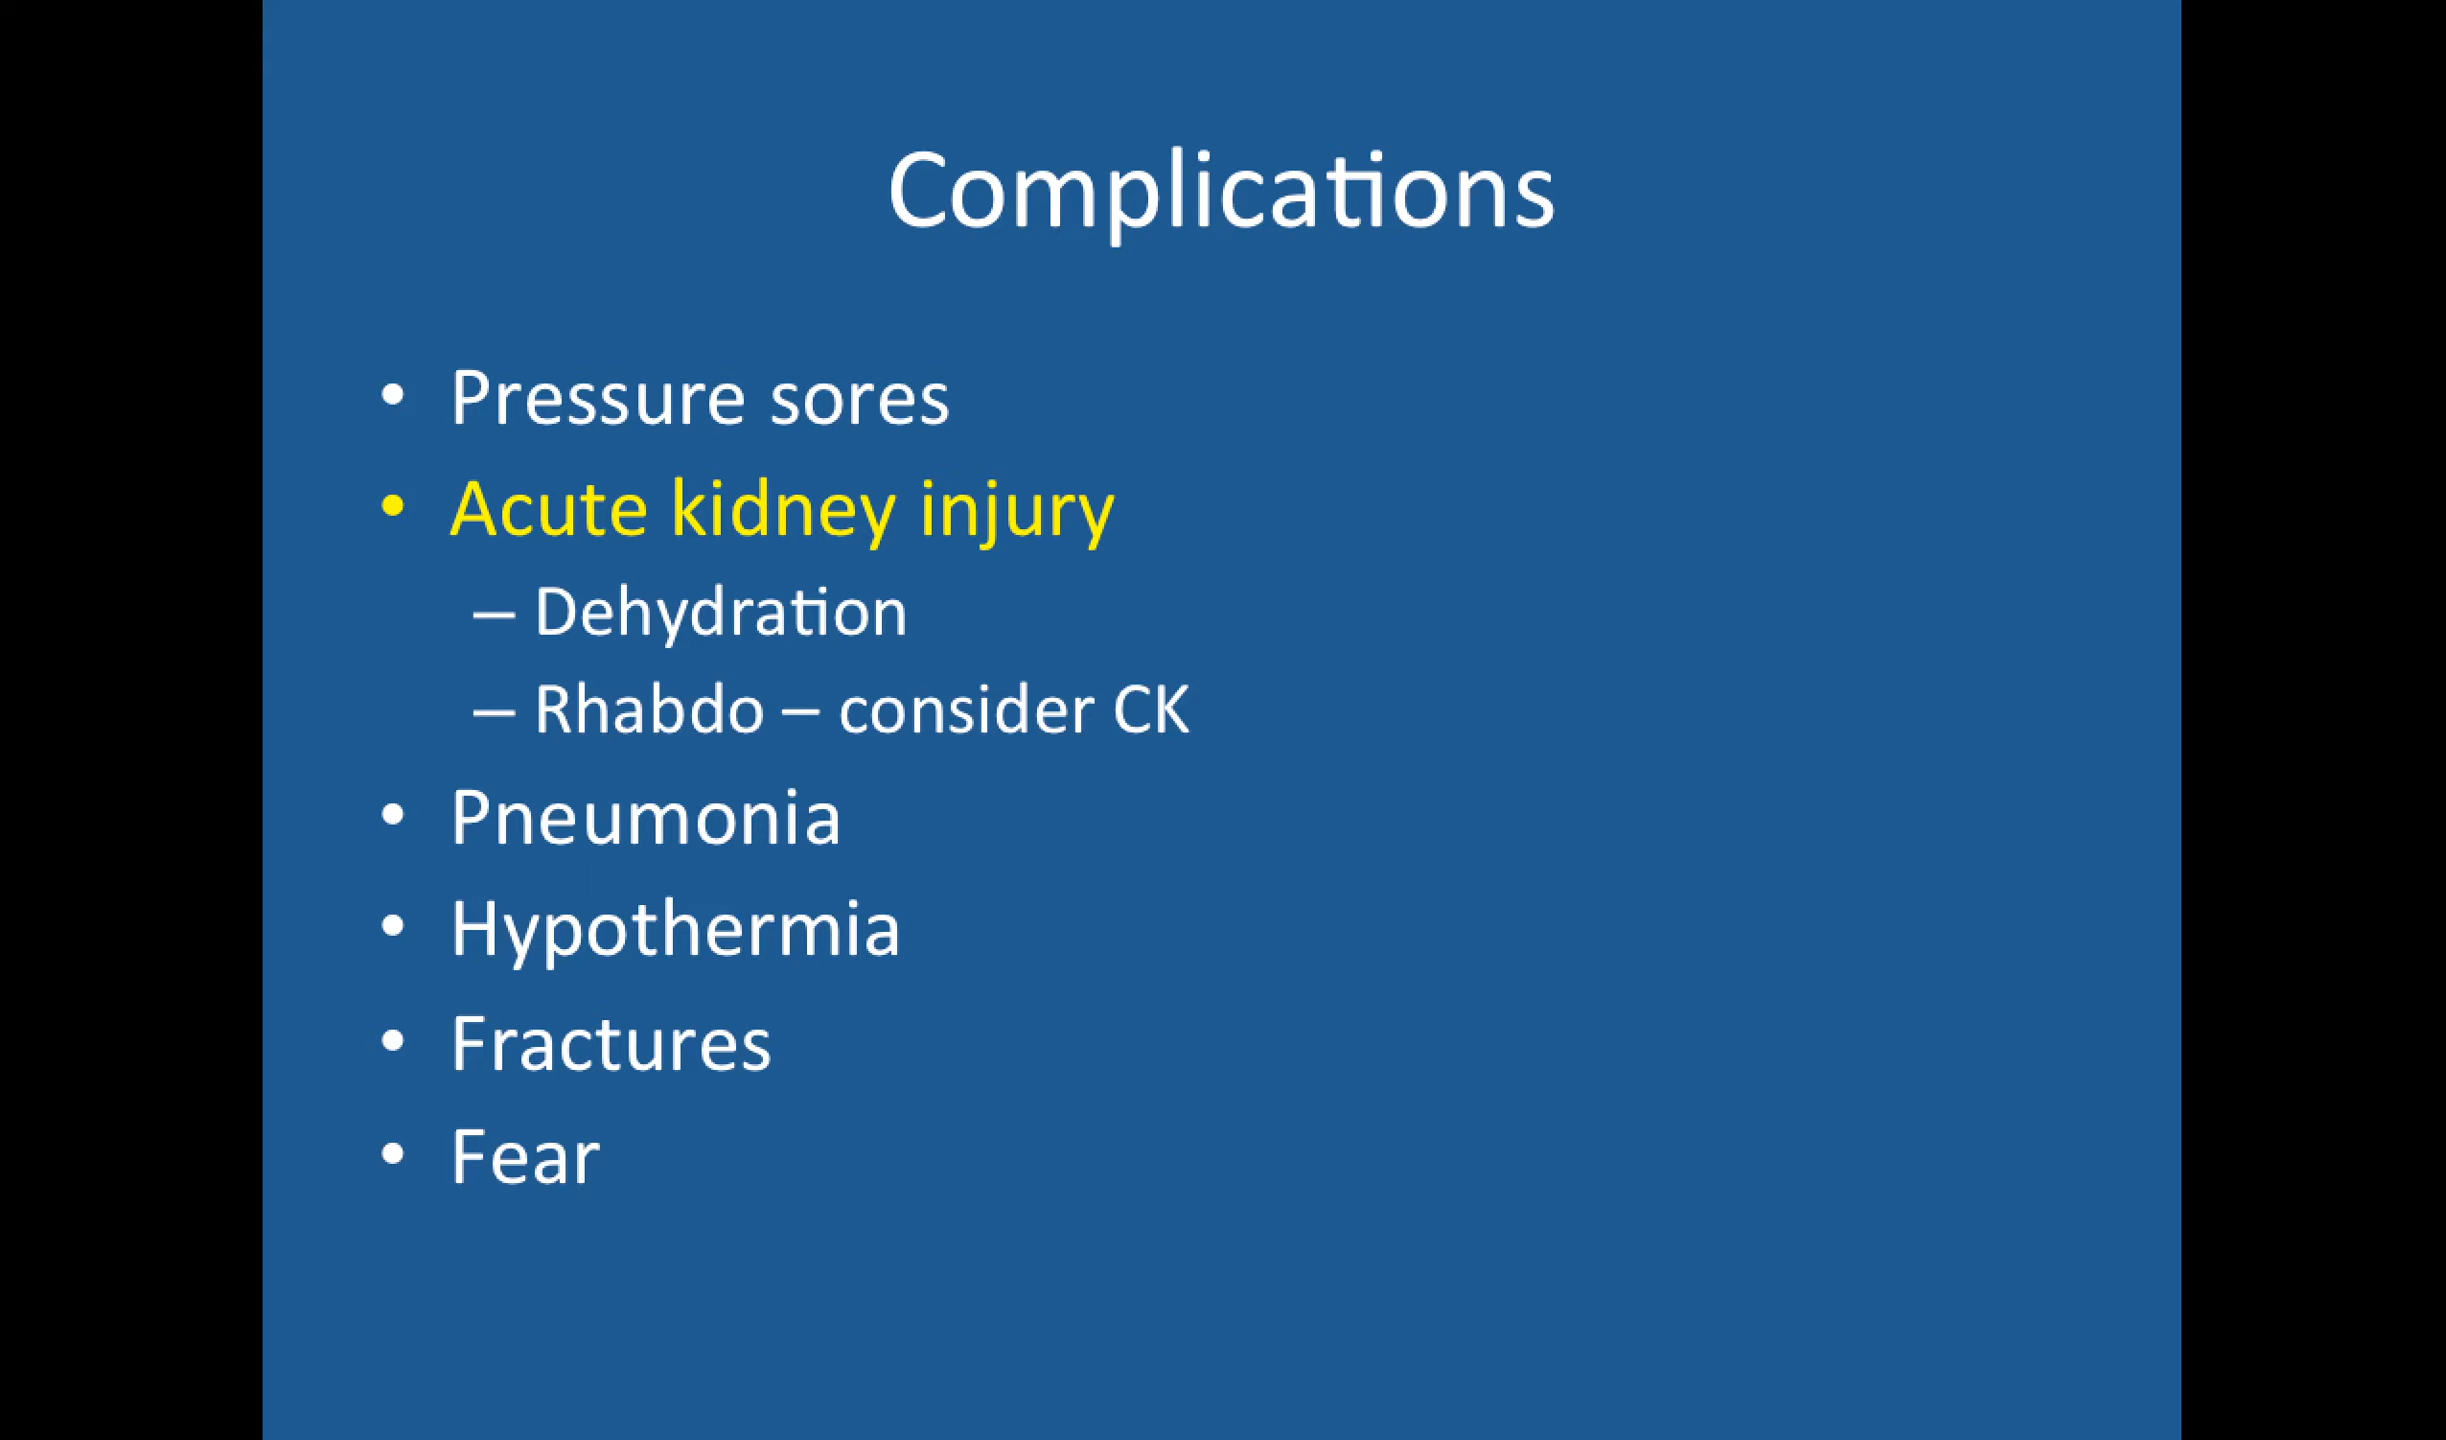 Complications
• Pressure sores
• Acute kidney injury
– Dehydration
– Rhabdo – consider CK
• Pneumonia
• Hypothermia
• Fractures
• Fear